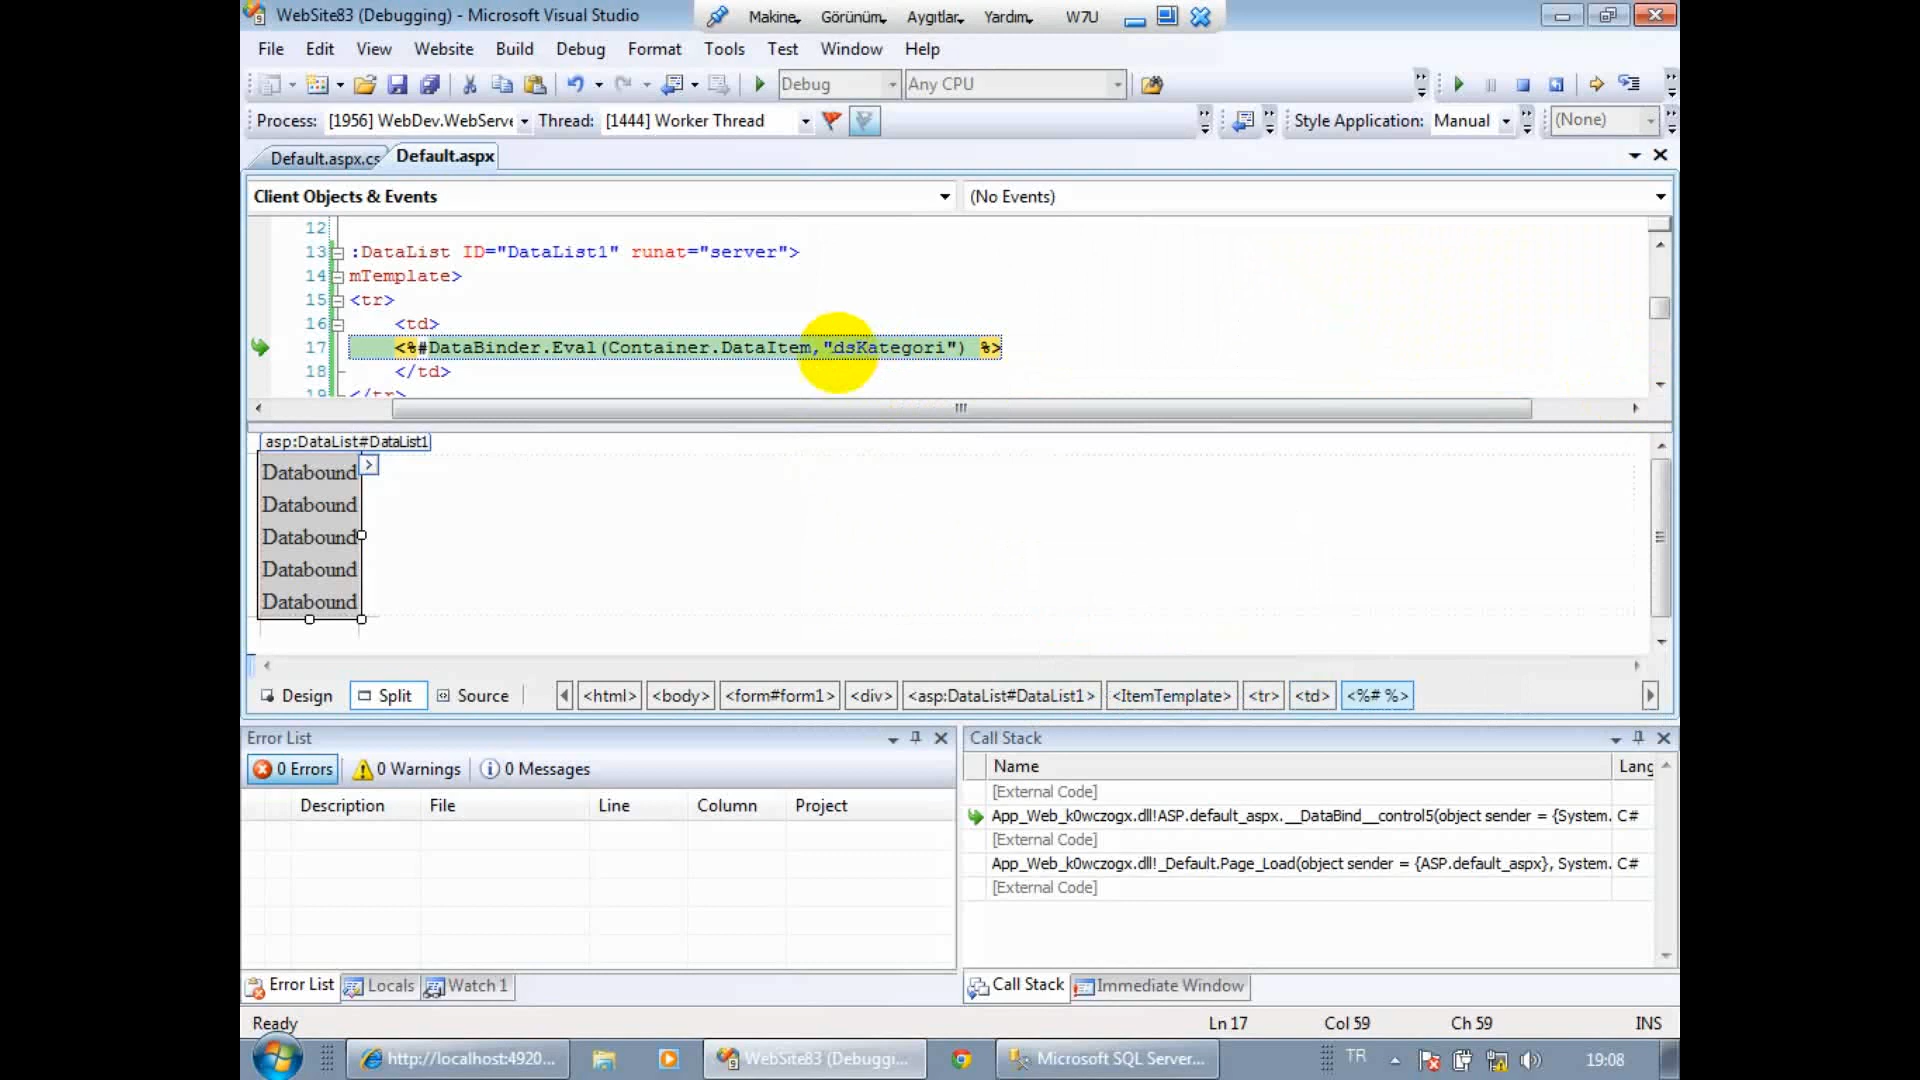 WebSite83 (Debugging) - Microsoft Visual Studio
Makine Görünüm Aygıtlar Yardım W7U
File Edit View Website Build Debug Format Tools Test Window Help
Debug Any CPU
Process: [1956] WebDev.WebServe Thread: [1444] Worker Thread Style Application: Manual (None)
Default.aspx.cs Default.aspx
Client Objects & Events (No Events)
12
13 :DataList ID="DataList1" runat="server">
14 mTemplate>
15 <tr>
16 <td>
17 <%#DataBinder.Eval(Container.DataItem,"dsKategori") %>
18 </td>
19 </tr>
asp:DataList#DataList1
Databound
Databound
Databound
Databound
Databound
Design Split Source <html> <body> <form#form1> <div> <asp:DataList#DataList1> <ItemTemplate> <tr> <td> <%# %>
Error List
0 Errors 0 Warnings 0 Messages
Description File Line Column Project
Error List Locals Watch 1
Call Stack
Name Lang
[External Code]
App_Web_k0wczogx.dll!ASP.default_aspx.__DataBind__control5(object sender = {System. C#
[External Code]
App_Web_k0wczogx.dll!_Default.Page_Load(object sender = {ASP.default_aspx}, System. C#
[External Code]
Call Stack Immediate Window
Ready Ln 17 Col 59 Ch 59 INS
http://localhost:4920... WebSite83 (Debuggi... Microsoft SQL Server... TR 19:08